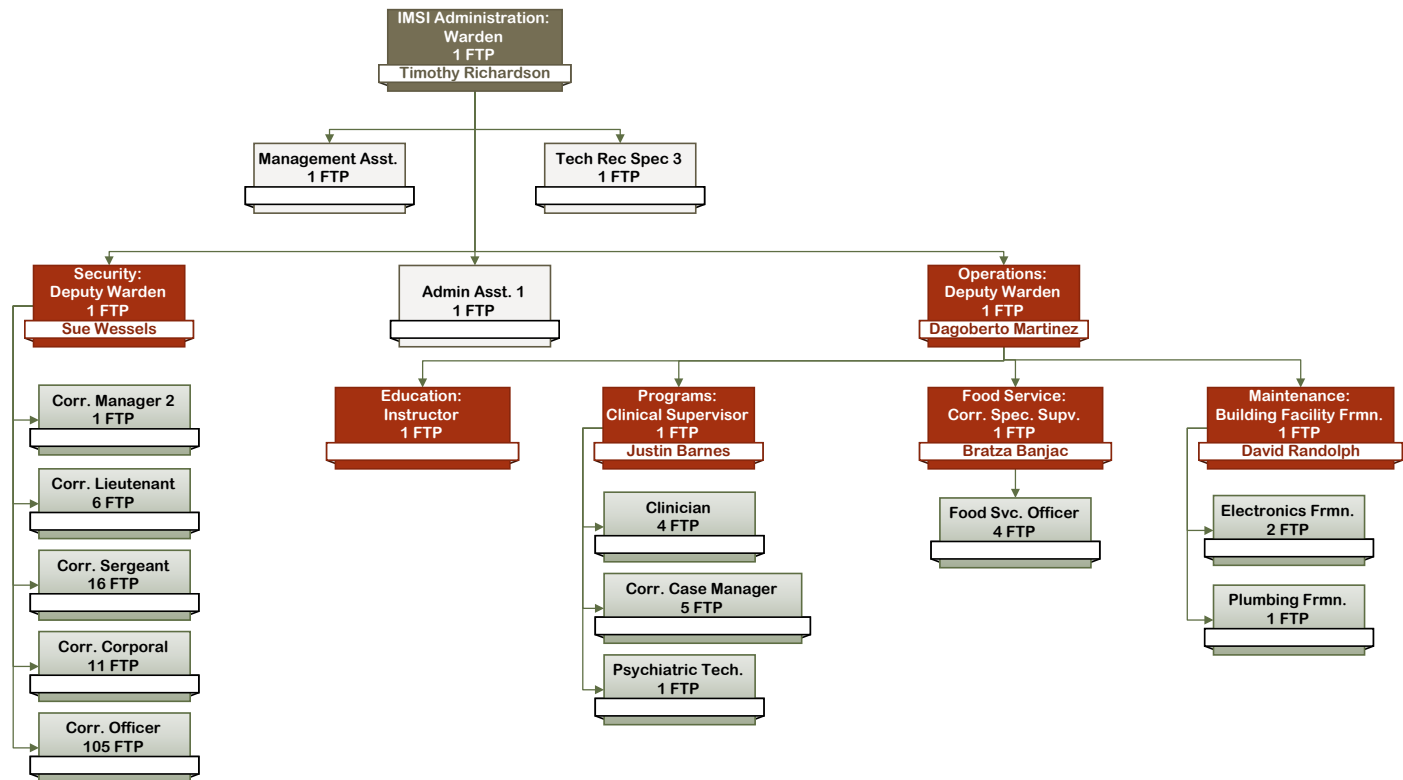 IMSI Administration:
Warden
1 FTP
Timothy Richardson
Management Asst.
1 FTP
Tech Rec Spec 3
1 FTP
Security:
Deputy Warden
1 FTP
Sue Wessels
Admin Asst. 1
1 FTP
Operations:
Deputy Warden
1 FTP
Dagoberto Martinez
Corr. Manager 2
1 FTP
Corr. Lieutenant
6 FTP
Corr. Sergeant
16 FTP
Corr. Corporal
11 FTP
Corr. Officer
105 FTP
Education:
Instructor
1 FTP
Programs:
Clinical Supervisor
1 FTP
Justin Barnes
Clinician
4 FTP
Corr. Case Manager
5 FTP
Psychiatric Tech.
1 FTP
Food Service:
Corr. Spec. Supv.
1 FTP
Bratza Banjac
Food Svc. Officer
4 FTP
Maintenance:
Building Facility Frmn.
1 FTP
David Randolph
Electronics Frmn.
2 FTP
Plumbing Frmn.
1 FTP